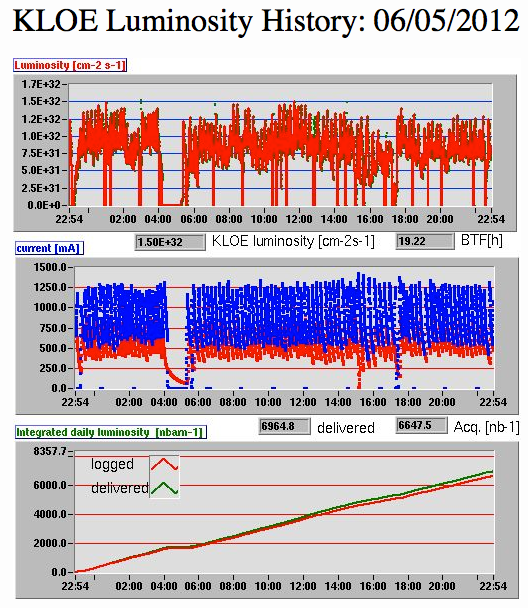 KLOE Luminosity History: 06/05/2012
Luminosity [cm-2 s-1]
1.7E+32
1.5E+32
1.2E+32
1.0E+32
7.5E+31
5.0E+31
2.5E+31
0.0E+0
22:54 02:00 04:00 06:00 08:00 10:00 12:00 14:00 16:00 18:00 20:00 22:54
1.50E+32 KLOE luminosity [cm-2s-1] 19.22 BTF[h]
current [mA]
1500.0
1250.0
1000.0
750.0
500.0
250.0
0.0
22:54 02:00 04:00 06:00 08:00 10:00 12:00 14:00 16:00 18:00 20:00 22:54
6964.8 delivered 6647.5 Acq. [nb-1]
Integrated daily luminosity [nbarn-1]
8357.7
logged
delivered
6000.0
4000.0
2000.0
0.0
22:54 02:00 04:00 06:00 08:00 10:00 12:00 14:00 16:00 18:00 20:00 22:54